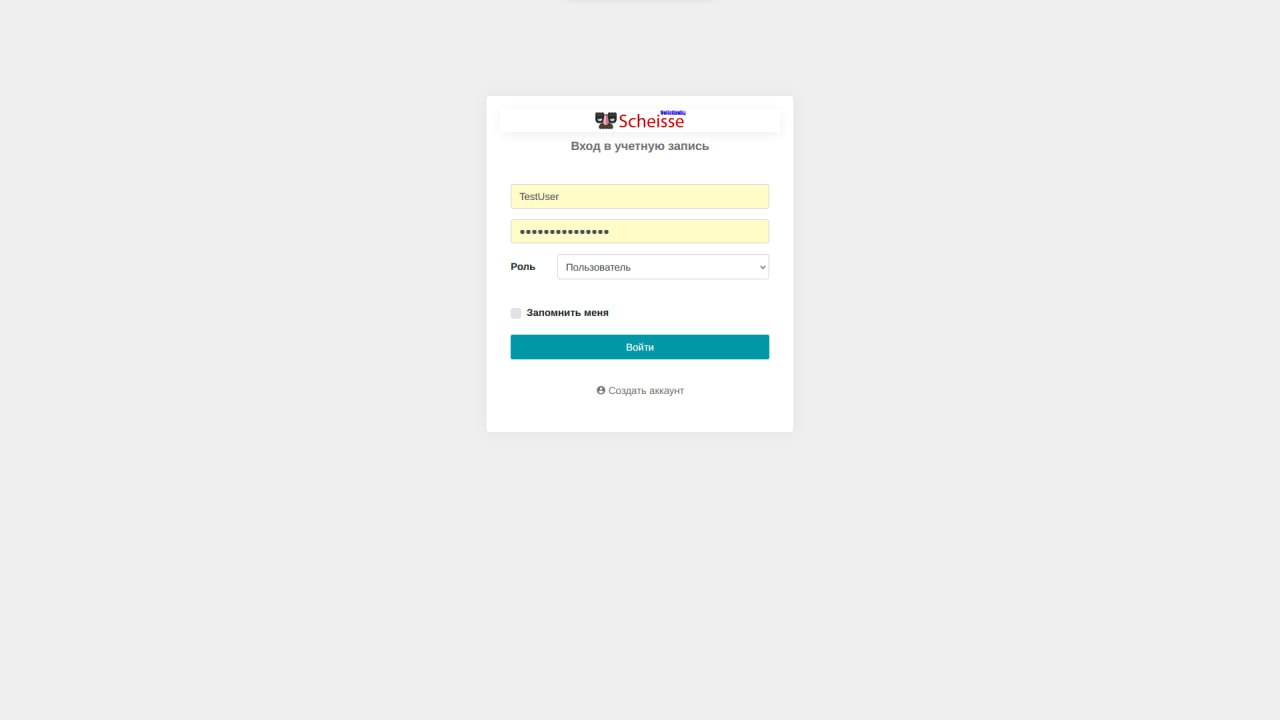 Scheisse
Вход в учетную запись
TestUser
●●●●●●●●●●●●●●●
Роль
Пользователь
Запомнить меня
Войти
Создать аккаунт